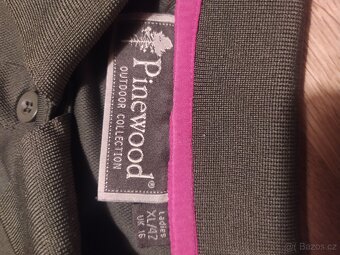 Pinewood®
OUTDOOR COLLECTION
Ladies
XL/42
UK 16
Bazos.cz